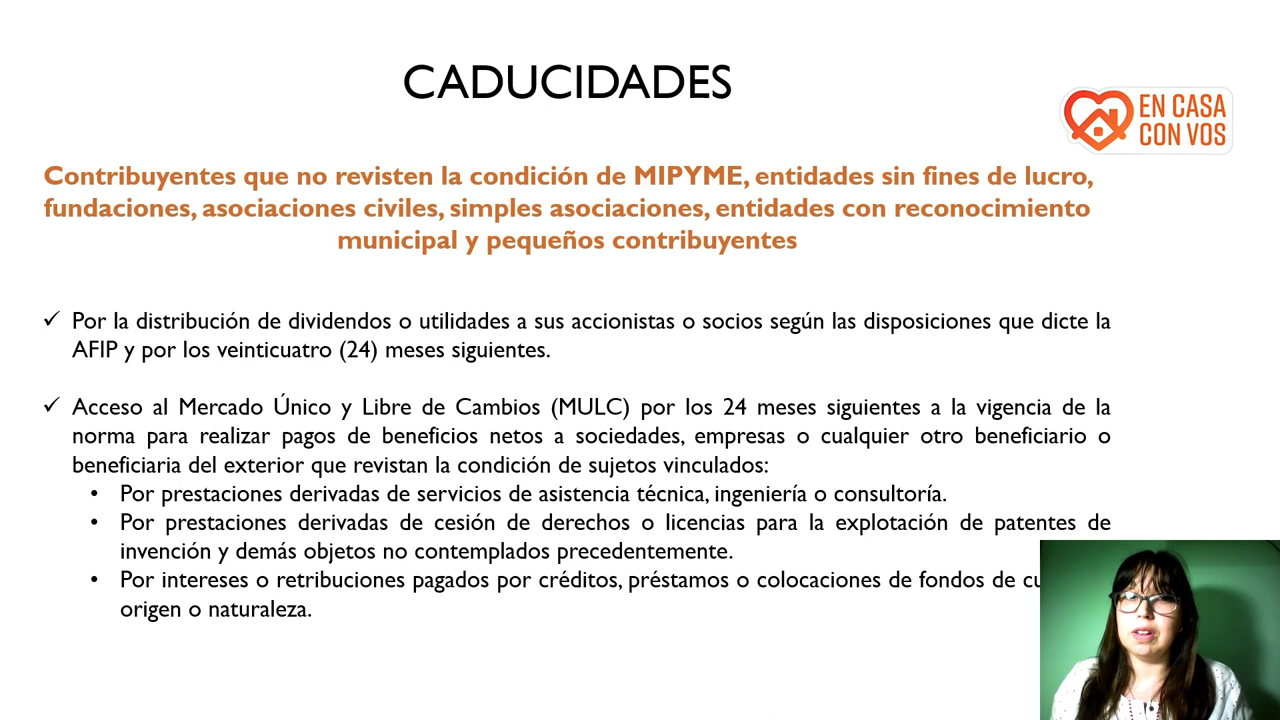 CADUCIDADES
EN CASA
CON VOS
Contribuyentes que no revisten la condición de MIPYME, entidades sin fines de lucro,
fundaciones, asociaciones civiles, simples asociaciones, entidades con reconocimiento
municipal y pequeños contribuyentes
✓ Por la distribución de dividendos o utilidades a sus accionistas o socios según las disposiciones que dicte la
AFIP y por los veinticuatro (24) meses siguientes.
✓ Acceso al Mercado Único y Libre de Cambios (MULC) por los 24 meses siguientes a la vigencia de la
norma para realizar pagos de beneficios netos a sociedades, empresas o cualquier otro beneficiario o
beneficiaria del exterior que revistan la condición de sujetos vinculados:
• Por prestaciones derivadas de servicios de asistencia técnica, ingeniería o consultoría.
• Por prestaciones derivadas de cesión de derechos o licencias para la explotación de patentes de
invención y demás objetos no contemplados precedentemente.
• Por intereses o retribuciones pagados por créditos, préstamos o colocaciones de fondos de
origen o naturaleza.